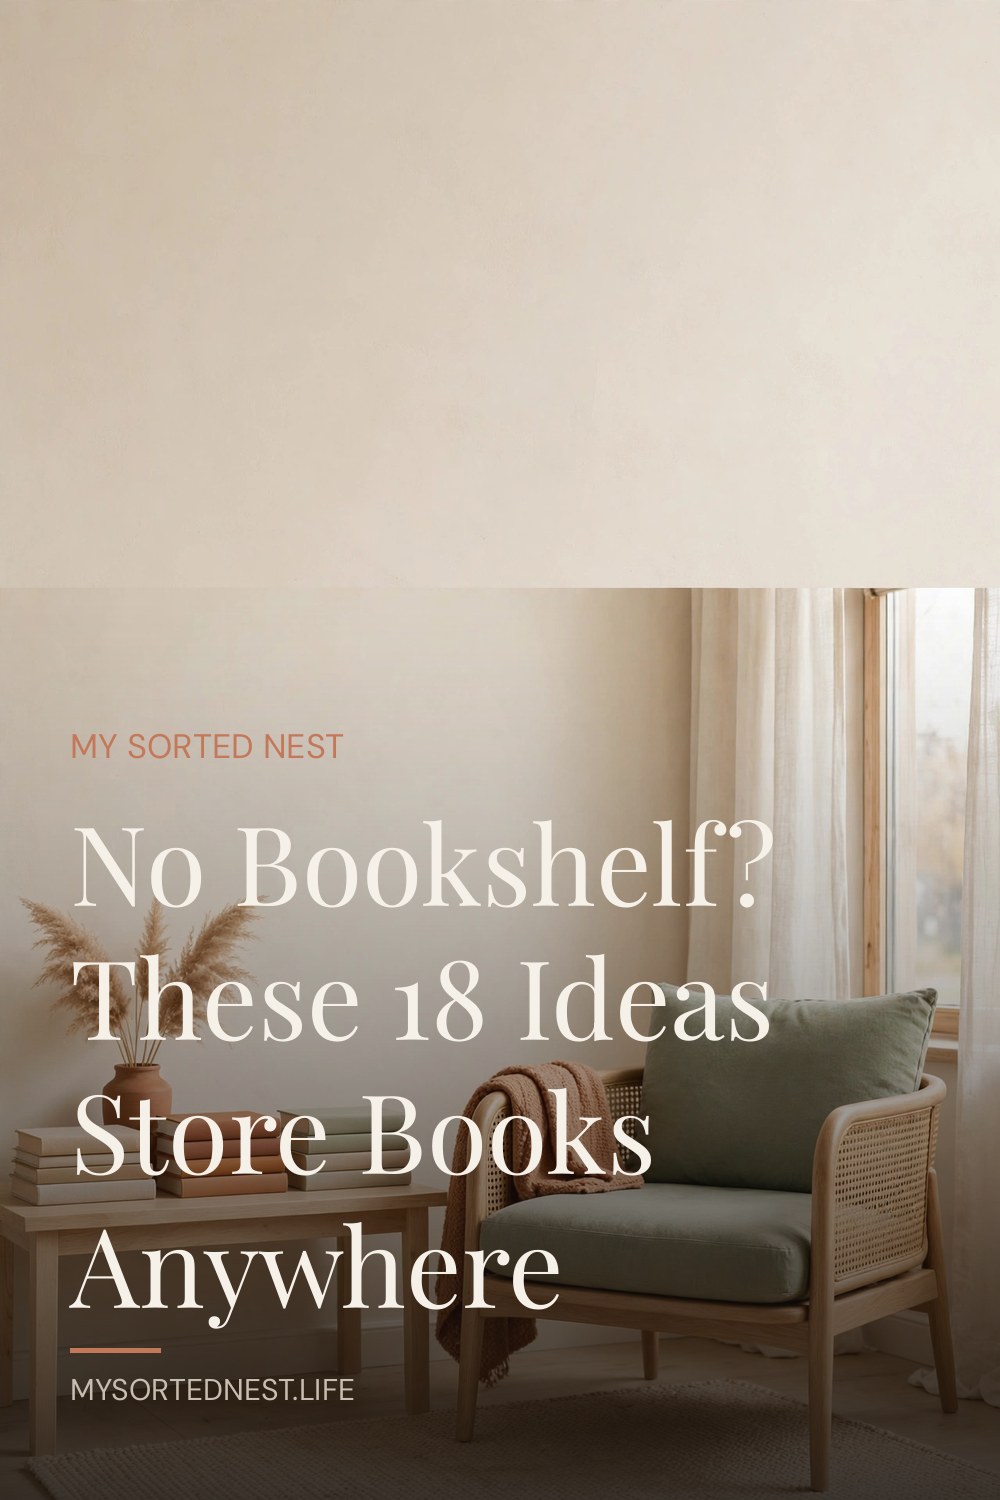 MY SORTED NEST
No Bookshelf?
These 18 Ideas
Store Books
Anywhere
MYSORTEDNEST.LIFE